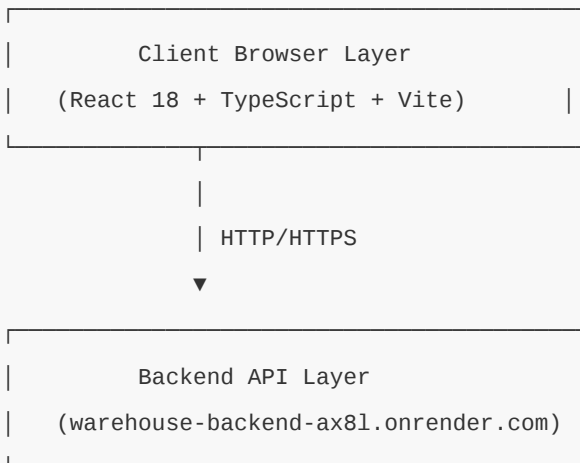 Client Browser Layer
(React 18 + TypeScript + Vite)
HTTP/HTTPS
▼
Backend API Layer
(warehouse-backend-ax8l.onrender.com)